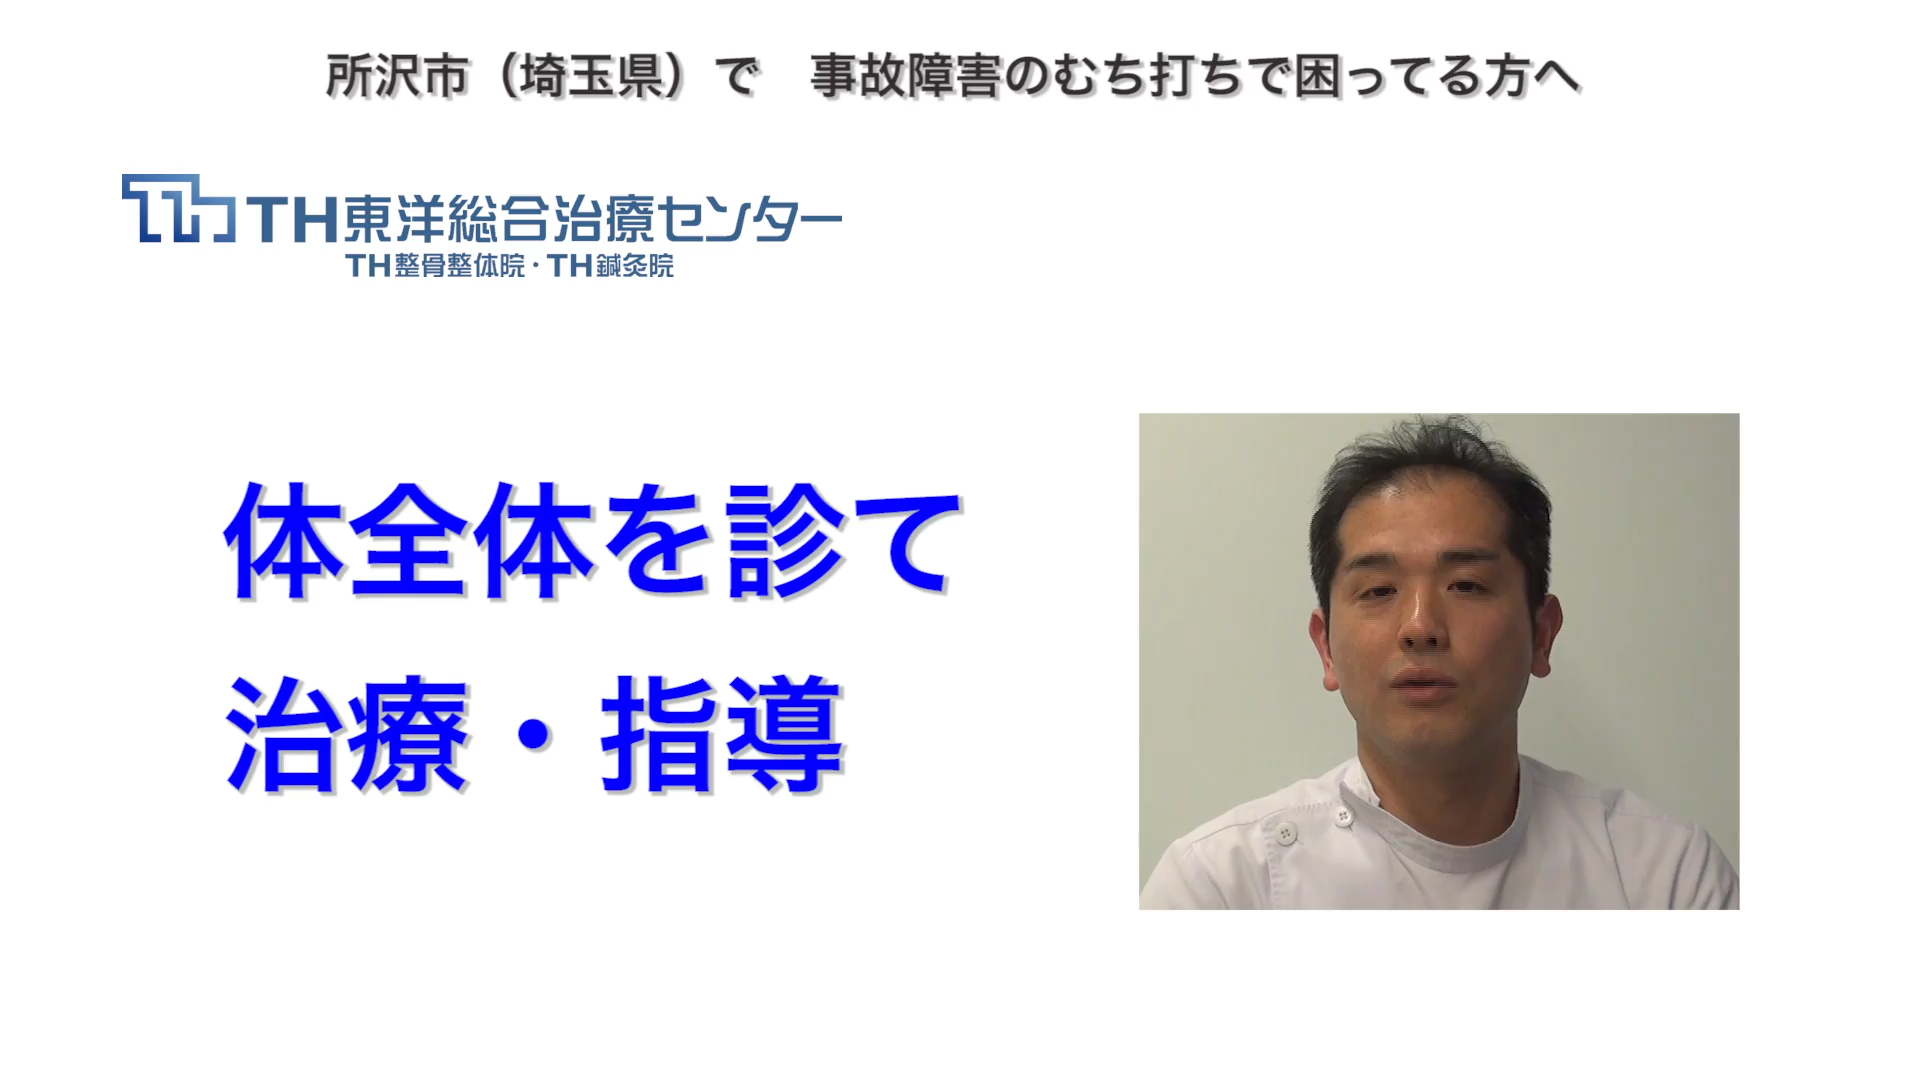 所沢市（埼玉県）で　事故障害のむち打ちで困ってる方へ
TH東洋総合治療センター
TH整骨整体院・TH鍼灸院
体全体を診て
治療・指導